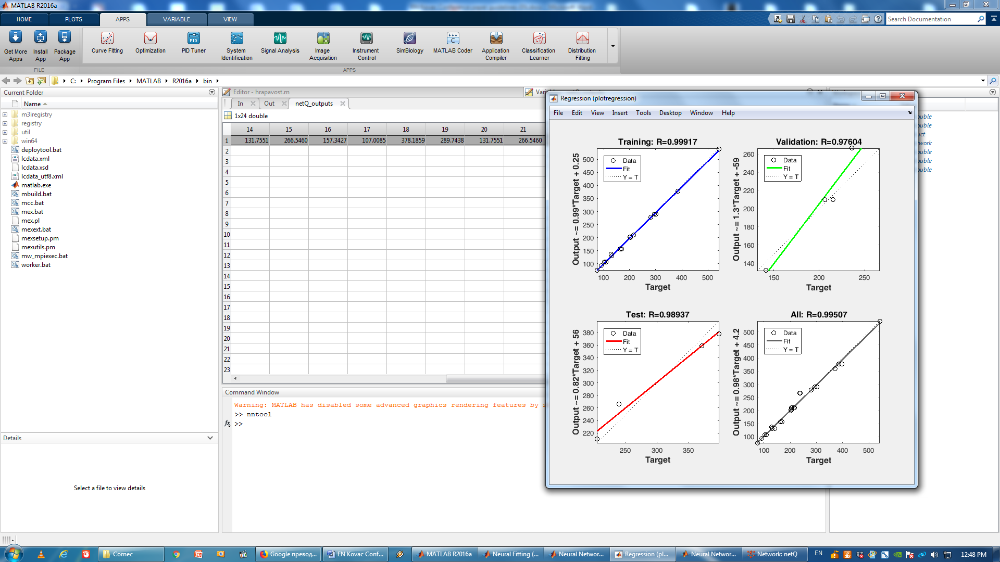 MATLAB R2016a
HOME PLOTS APPS VARIABLE VIEW
Search Documentation
Get More Apps
Install App
Package App
Curve Fitting
Optimization
PID
PID Tuner
System Identification
Signal Analysis
Image Acquisition
Instrument Control
SimBiology
C
MATLAB Coder
Application Compiler
Classification Learner
Distribution Fitting
FILE APPS
C: Program Files MATLAB R2016a bin
Current Folder
Name
m3iregistry
registry
util
win64
deploytool.bat
lcdata.xml
lcdata.xsd
lcdata_utf8.xml
matlab.exe
mbuild.bat
mcc.bat
mex.bat
mex.pl
mexext.bat
mexsetup.pm
mexutils.pm
mw_mpiexec.bat
worker.bat
Details
Select a file to view details
Editor - hrapavost.m
In Out netQ_outputs
1x24 double
14 15 16 17 18 19 20 21
1 131.7551 266.5460 157.3427 107.0085 378.1859 289.7438 131.7551 266.5460
2
3
4
5
6
7
8
9
10
11
12
13
14
15
16
17
18
19
20
21
22
23
Command Window
Warning: MATLAB has disabled some advanced graphics rendering features by
>> nntool
fx >>
Regression (plotregression)
File Edit View Insert Tools Desktop Window Help
Training: R=0.99917
Output ~= 0.99*Target + 0.25
500
450
400
350
300
250
200
150
100
Data
Fit
Y = T
100 200 300 400 500
Target
Validation: R=0.97604
Output ~= 1.3*Target + -59
260
240
220
200
180
160
140
Data
Fit
Y = T
150 200 250
Target
Test: R=0.98937
Output ~= 0.82*Target + 56
380
360
340
320
300
280
260
240
220
Data
Fit
Y = T
250 300 350
Target
All: R=0.99507
Output ~= 0.98*Target + 4.2
500
450
400
350
300
250
200
150
100
Data
Fit
Y = T
100 200 300 400 500
Target
Comec
Google превод...
EN Kovac Conf...
MATLAB R2016a
Neural Fitting (...
Neural Networ...
Regression (pl...
Neural Networ...
Network: netQ
EN
12:48 PM